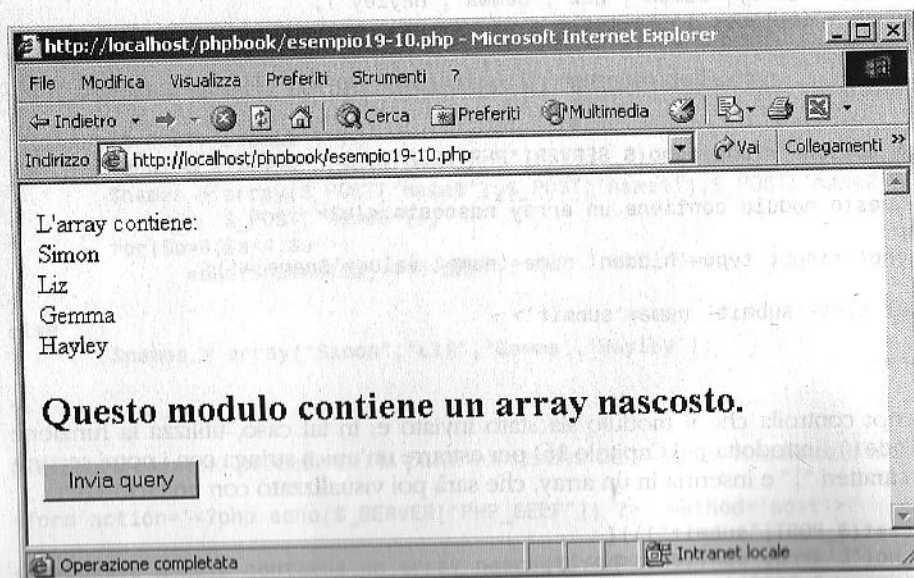 http://localhost/phpbook/esempio19-10.php - Microsoft Internet Explorer
File Modifica Visualizza Preferiti Strumenti ?
Indietro Cerca Preferiti Multimedia
Indirizzo http://localhost/phpbook/esempio19-10.php Vai Collegamenti »
L'array contiene:
Simon
Liz
Gemma
Hayley
Questo modulo contiene un array nascosto.
Invia query
Operazione completata Intranet locale